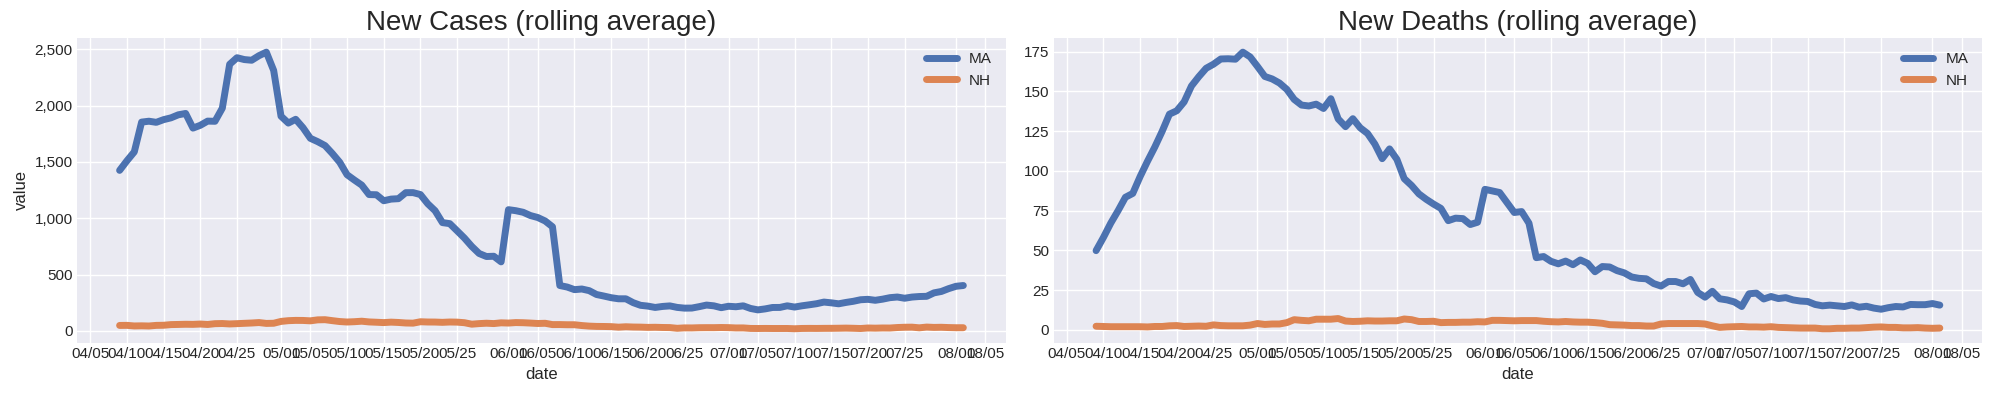 New Cases (rolling average)
2,500
2,000
1,500
1,000
500
0
value
MA
NH
04/05 04/10 04/15 04/20 04/25 05/01 05/05 05/10 05/15 05/20 05/25 06/01 06/05 06/10 06/15 06/20 06/25 07/01 07/05 07/10 07/15 07/20 07/25 08/01 08/05
date
New Deaths (rolling average)
175
150
125
100
75
50
25
0
MA
NH
04/05 04/10 04/15 04/20 04/25 05/01 05/05 05/10 05/15 05/20 05/25 06/01 06/05 06/10 06/15 06/20 06/25 07/01 07/05 07/10 07/15 07/20 07/25 08/01 08/05
date